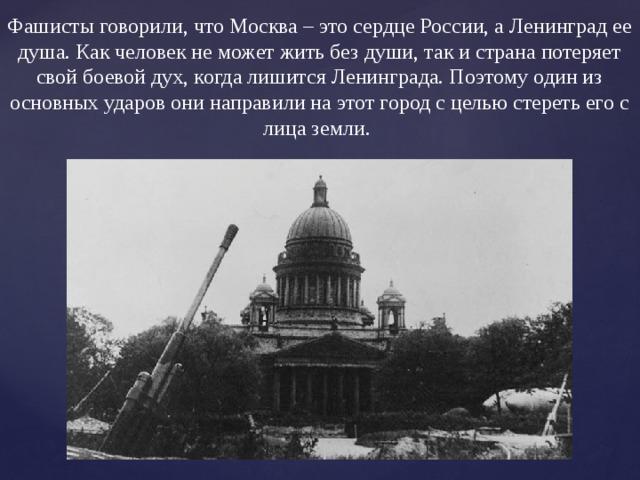 Фашисты говорили, что Москва – это сердце России, а Ленинград ее
душа. Как человек не может жить без души, так и страна потеряет
свой боевой дух, когда лишится Ленинграда. Поэтому один из
основных ударов они направили на этот город с целью стереть его с
лица земли.